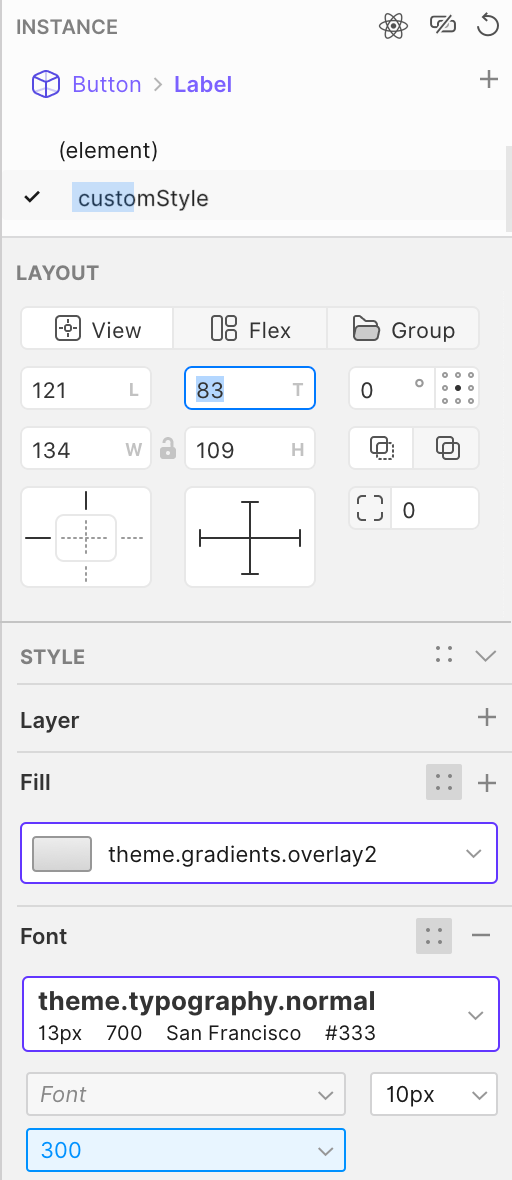 INSTANCE
Button > Label
(element)
customStyle
LAYOUT
View Flex Group
121 L 83 T 0 °
134 W 109 H
0
STYLE
Layer
Fill
theme.gradients.overlay2
Font
theme.typography.normal
13px 700 San Francisco #333
Font 10px
300